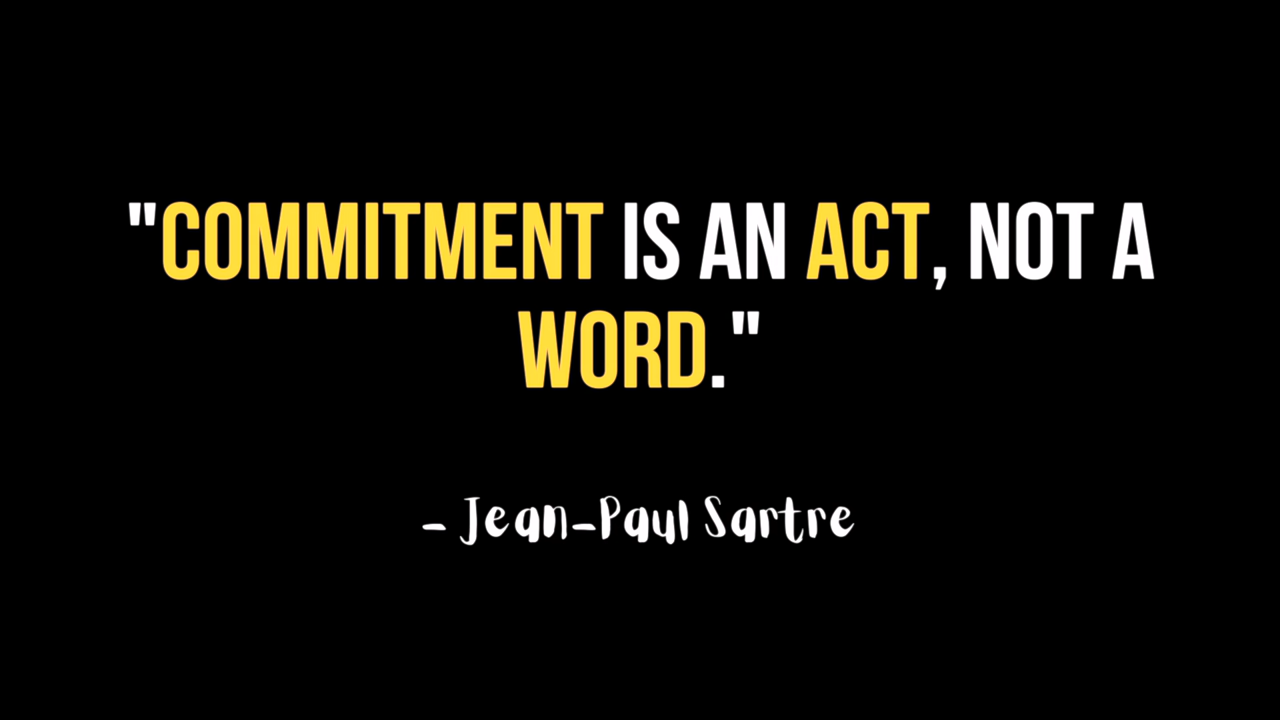 "COMMITMENT IS AN ACT, NOT A
WORD."
- Jean-Paul Sartre